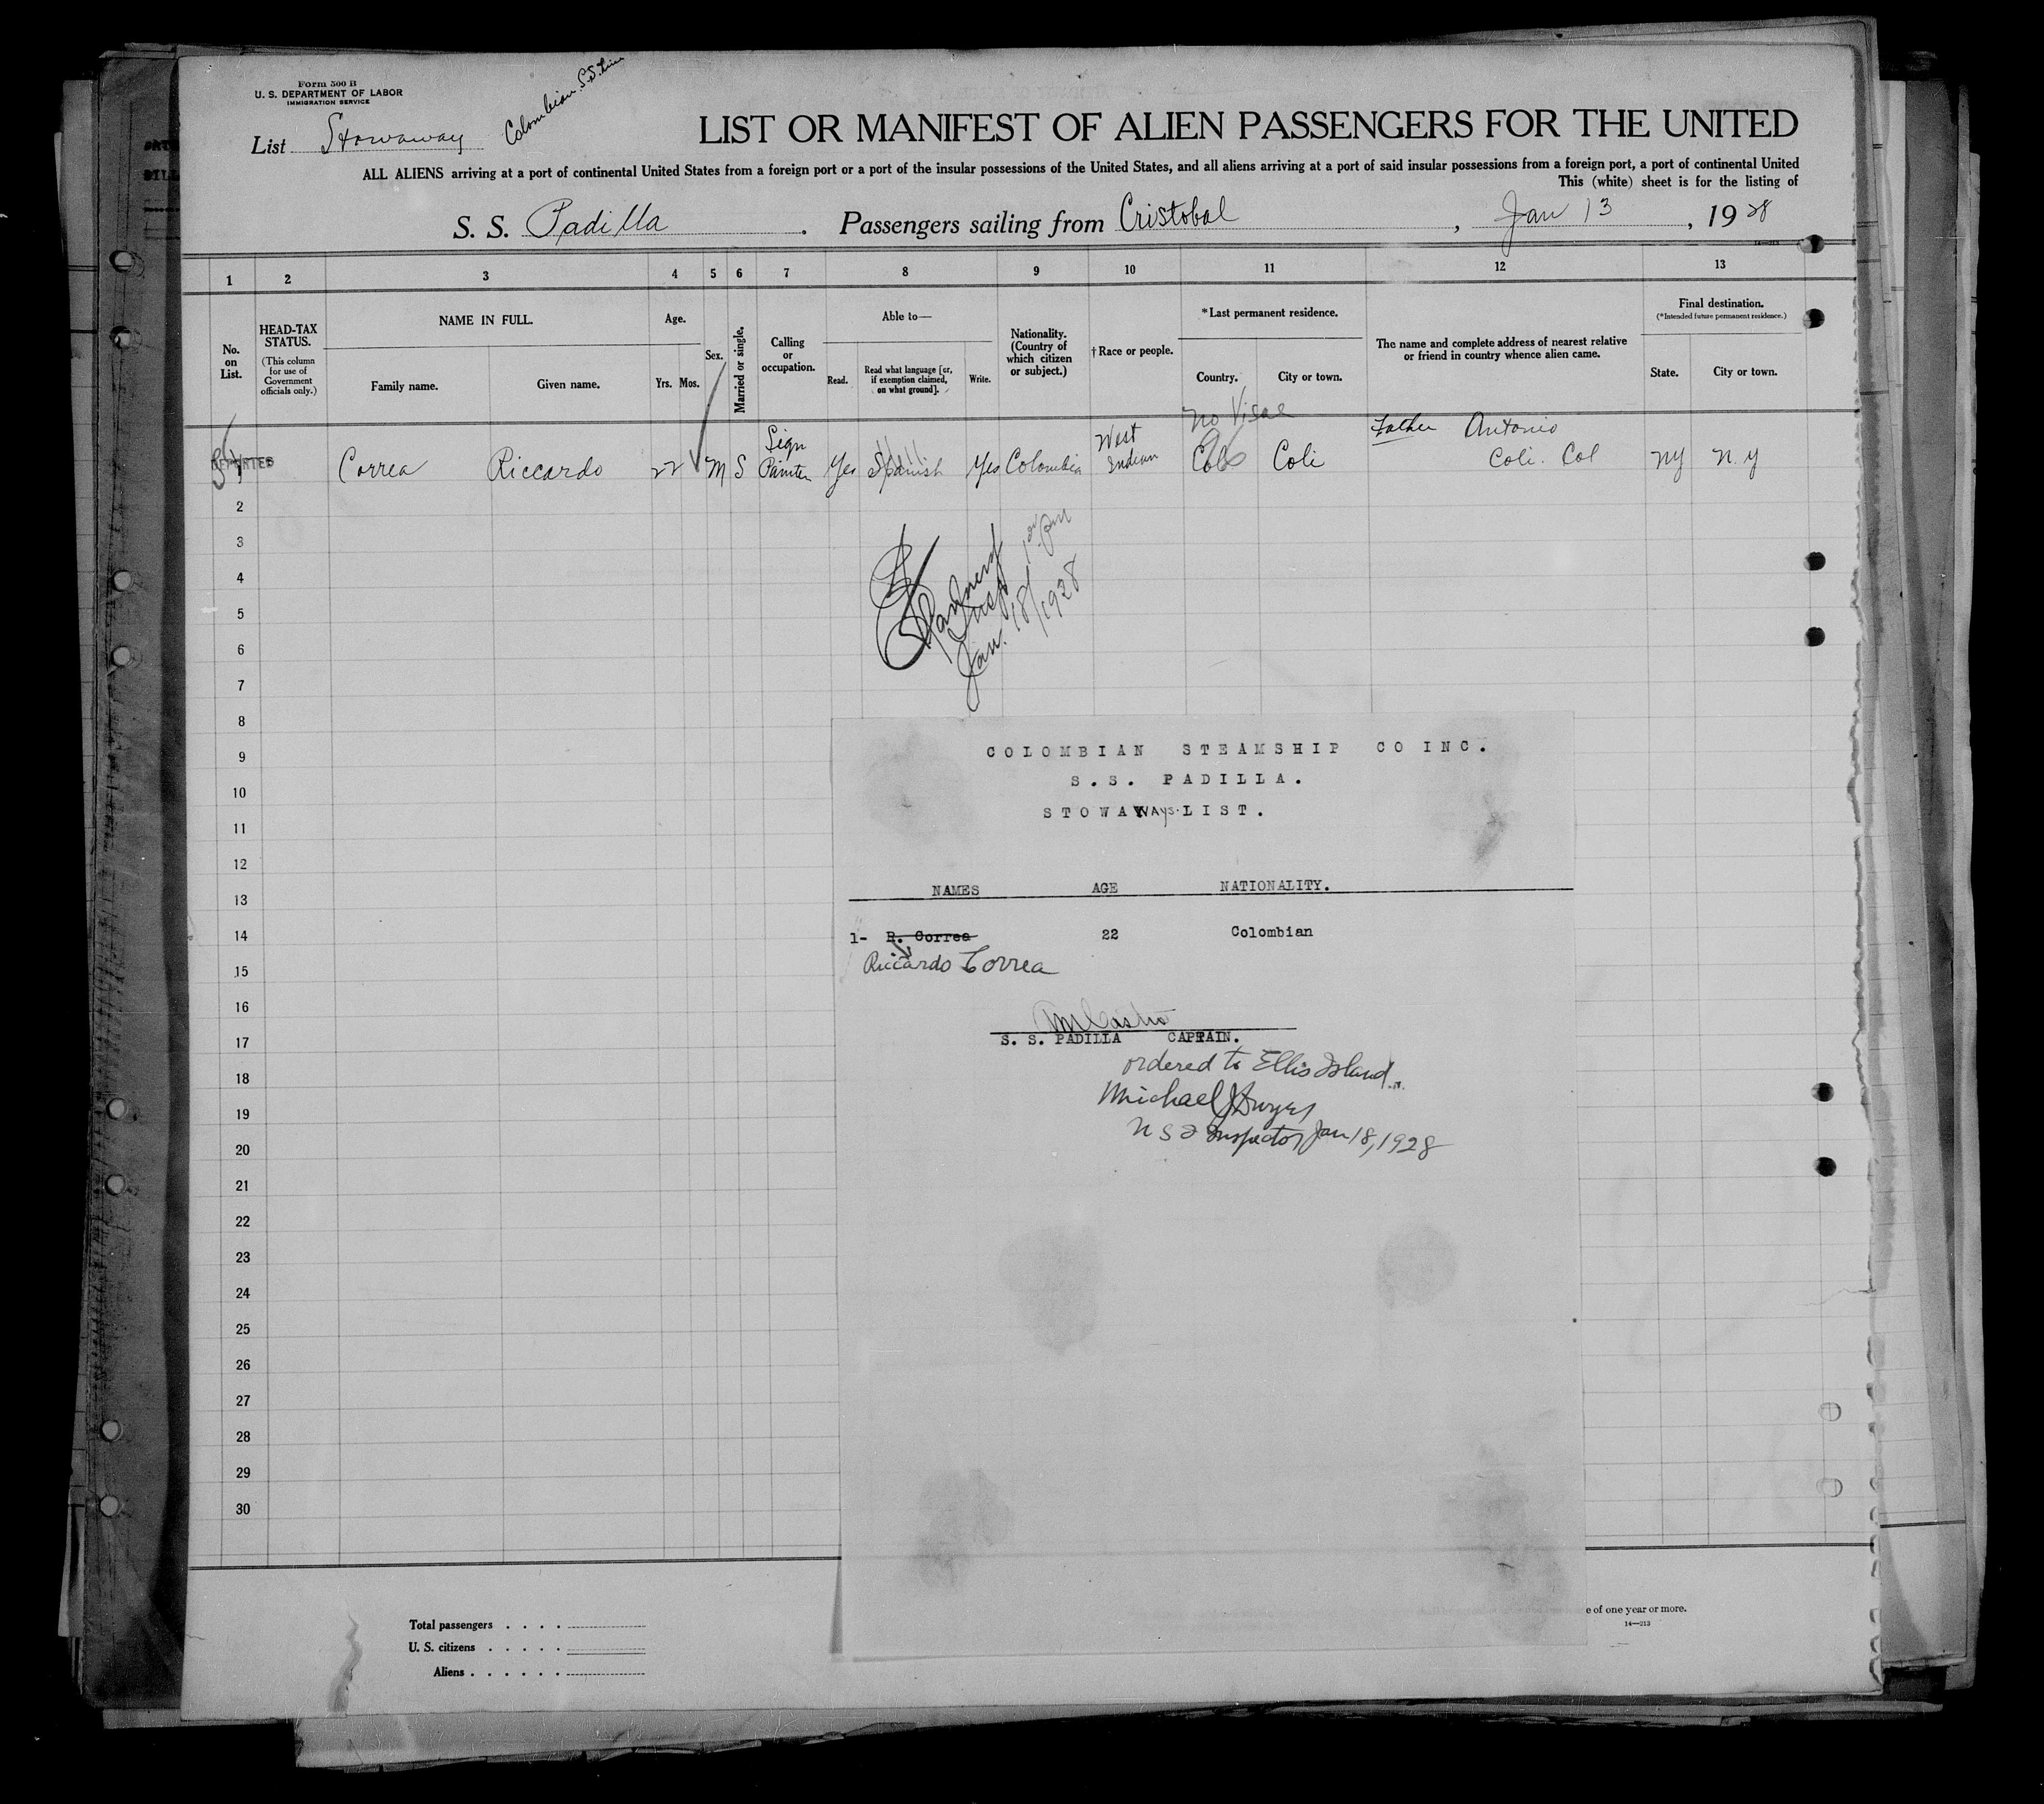 Form 500 B
U. S. DEPARTMENT OF LABOR
IMMIGRATION SERVICE
List Stowaway
Colombian S.S. Line
LIST OR MANIFEST OF ALIEN PASSENGERS FOR THE UNITED
ALL ALIENS arriving at a port of continental United States from a foreign port or a port of the insular possessions of the United States, and all aliens arriving at a port of said insular possessions from a foreign port, a port of continental United
This (white) sheet is for the listing of
S. S. Padilla . Passengers sailing from Cristobal , Jan 13 , 1928
14—213
1 2 3 4 5 6 7 8 9 10 11 12 13
No. on List.
HEAD-TAX STATUS.
(This column for use of Government officials only.)
NAME IN FULL.
Family name. Given name.
Age.
Yrs. Mos.
Sex.
Married or single.
Calling or occupation.
Able to—
Read. Read what language [or, if exemption claimed, on what ground]. Write.
Nationality. (Country of which citizen or subject.)
†Race or people.
*Last permanent residence.
Country. City or town.
The name and complete address of nearest relative or friend in country whence alien came.
Final destination.
(*Intended future permanent residence.)
State. City or town.
No Visae
DEPORTED Correa Riccardo 22 M S Sign Painter Yes Spanish Yes Colombia West Indian Col Coli Father Antonio Coli. Col NY N.Y
2
3
4
5
6
7
8
9
10
11
12
13
14
15
16
17
18
19
20
21
22
23
24
25
26
27
28
29
30
Insp
Jan. 18/1928
COLOMBIAN STEAMSHIP CO INC.
S.S. PADILLA.
STOWAWAYS LIST.
NAMES AGE NATIONALITY.
1- R. Correa 22 Colombian
Riccardo Correa
S. S. PADILLA CAPTAIN.
ordered to Ellis Island
Michael J Dwyer
U S I Inspector Jan 18, 1928
Total passengers . . . .
U. S. citizens . . . . .
Aliens . . . . . .
e of one year or more.
14—213